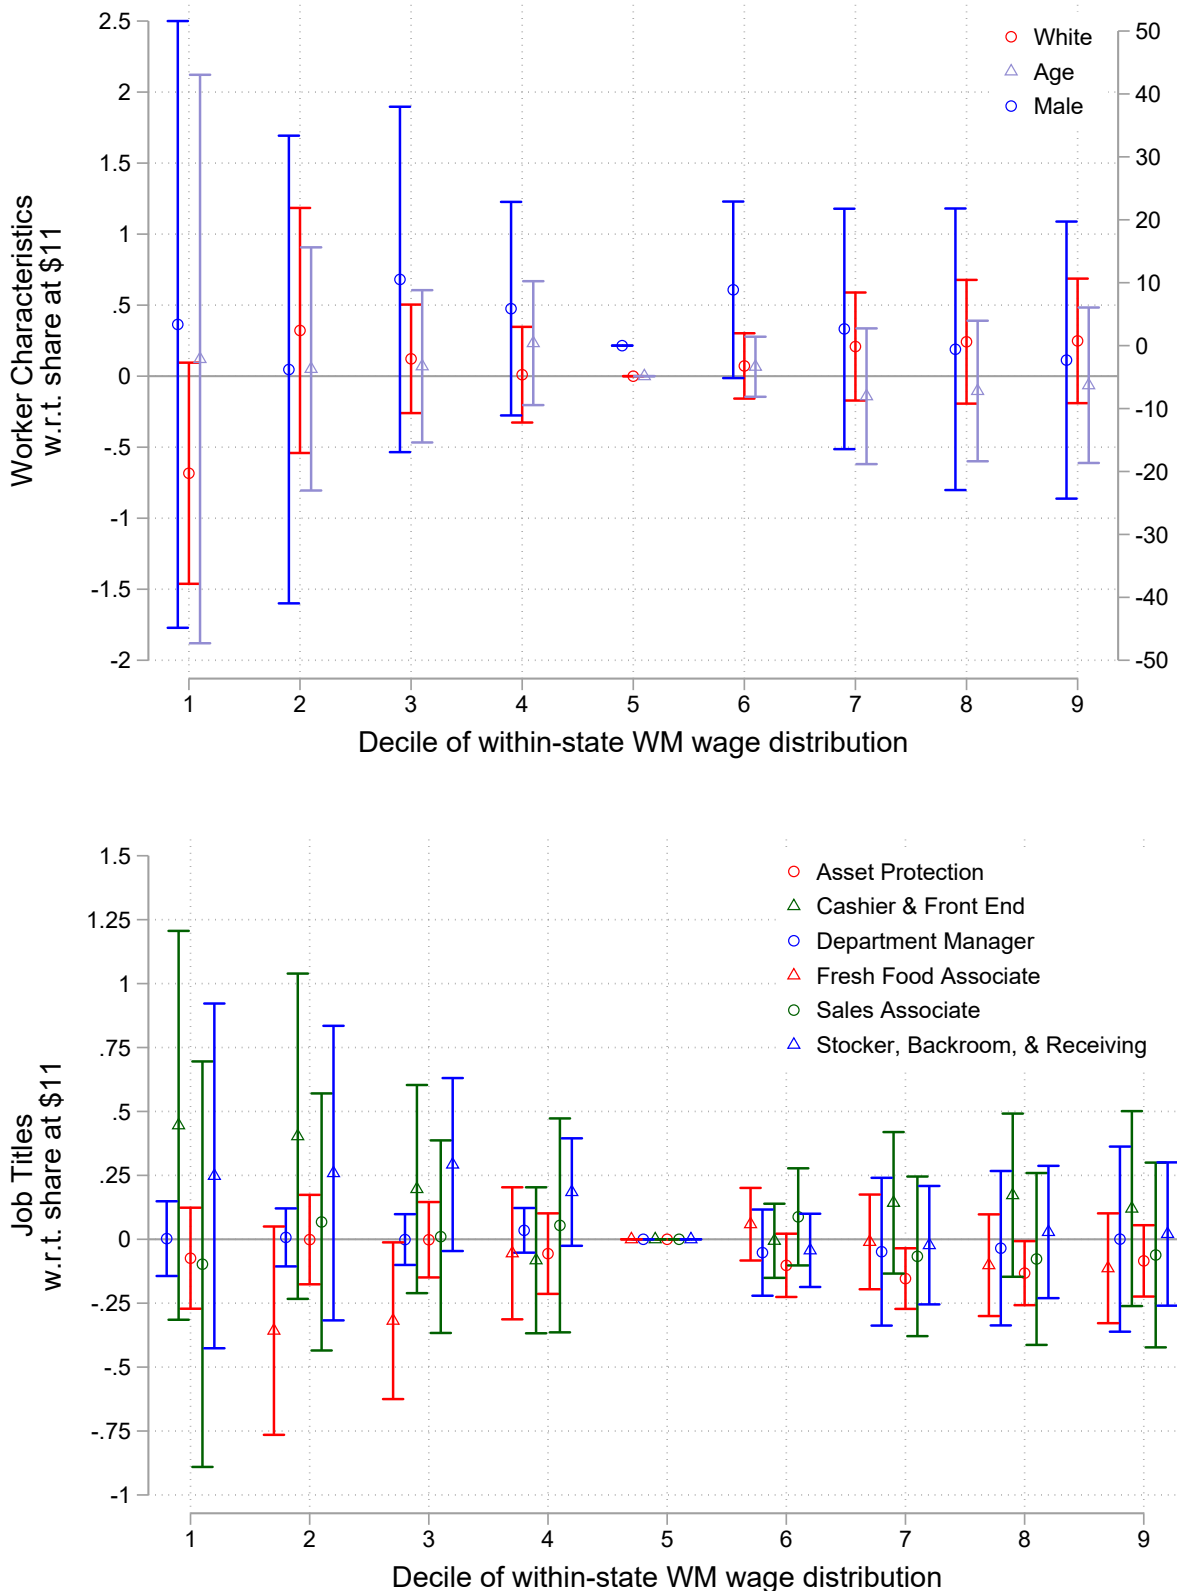 2.5
2
1.5
1
.5
0
-.5
-1
-1.5
-2
50
40
30
20
10
0
-10
-20
-30
-40
-50
White
Age
Male
Worker Characteristics
w.r.t. share at $11
1 2 3 4 5 6 7 8 9
Decile of within-state WM wage distribution
1.5
1.25
1
.75
.5
.25
0
-.25
-.5
-.75
-1
Asset Protection
Cashier & Front End
Department Manager
Fresh Food Associate
Sales Associate
Stocker, Backroom, & Receiving
Job Titles
w.r.t. share at $11
1 2 3 4 5 6 7 8 9
Decile of within-state WM wage distribution